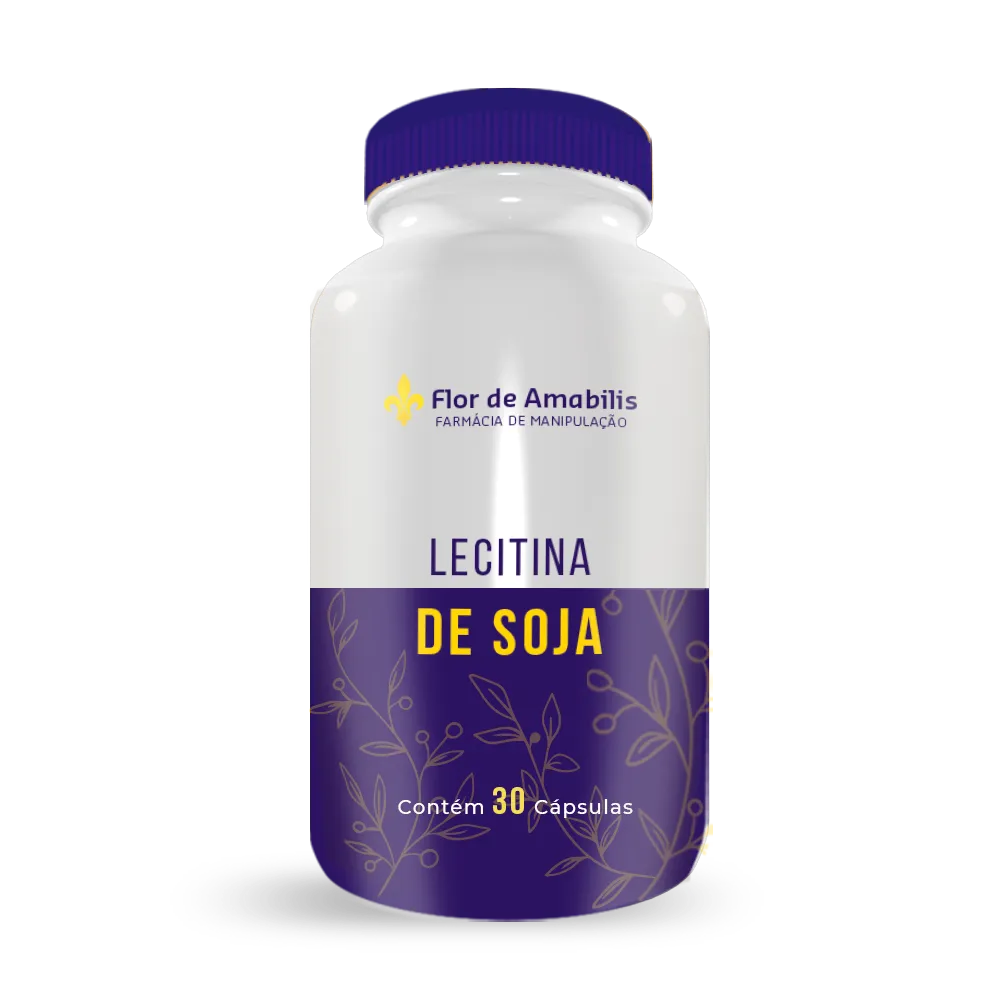 Flor de Amabilis
FARMÁCIA DE MANIPULAÇÃO
LECITINA
DE SOJA
Contém 30 Cápsulas